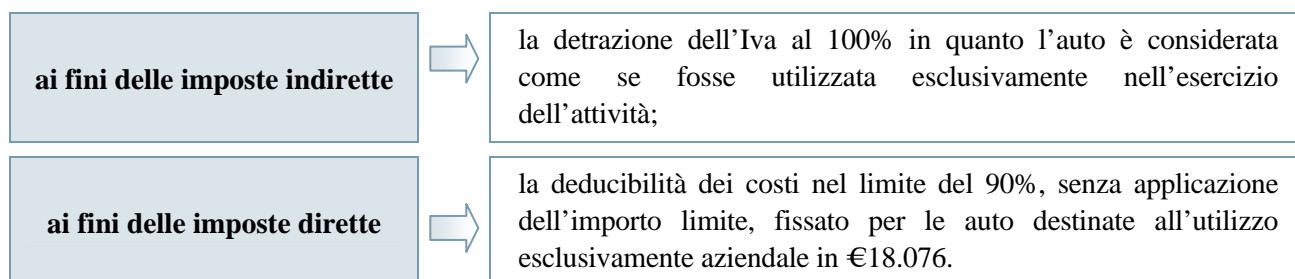 ai fini delle imposte indirette
la detrazione dell’Iva al 100% in quanto l’auto è considerata
come se fosse utilizzata esclusivamente nell’esercizio
dell’attività;
ai fini delle imposte dirette
la deducibilità dei costi nel limite del 90%, senza applicazione
dell’importo limite, fissato per le auto destinate all’utilizzo
esclusivamente aziendale in €18.076.